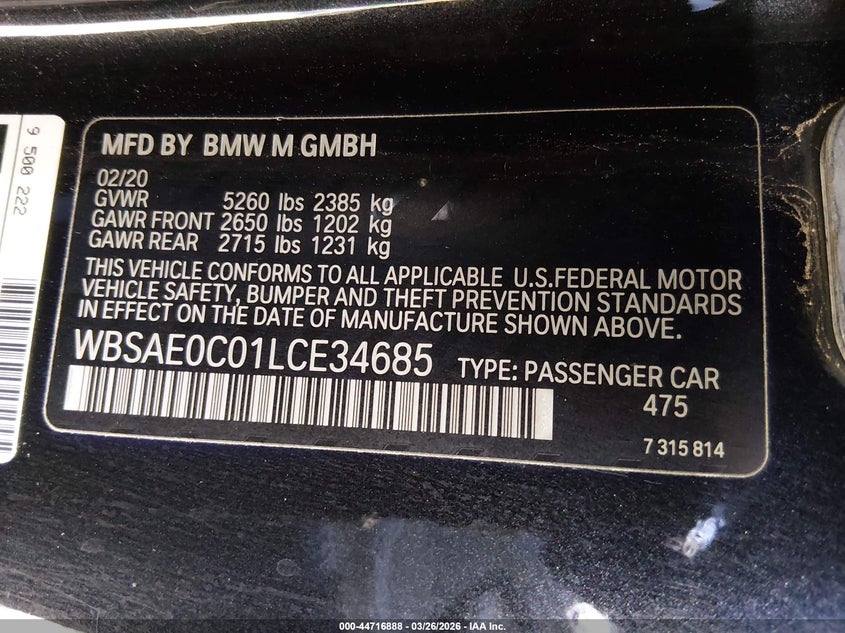 9 500 222
MFD BY BMW M GMBH
02/20
GVWR 5260 lbs 2385 kg
GAWR FRONT 2650 lbs 1202 kg
GAWR REAR 2715 lbs 1231 kg
THIS VEHICLE CONFORMS TO ALL APPLICABLE U.S.FEDERAL MOTOR
VEHICLE SAFETY, BUMPER AND THEFT PREVENTION STANDARDS
IN EFFECT ON THE DATE OF MANUFACTURE SHOWN ABOVE.
WBSAE0C01LCE34685 TYPE: PASSENGER CAR
475
7 315 814
000-44716888 - 03/26/2026 - IAA Inc.